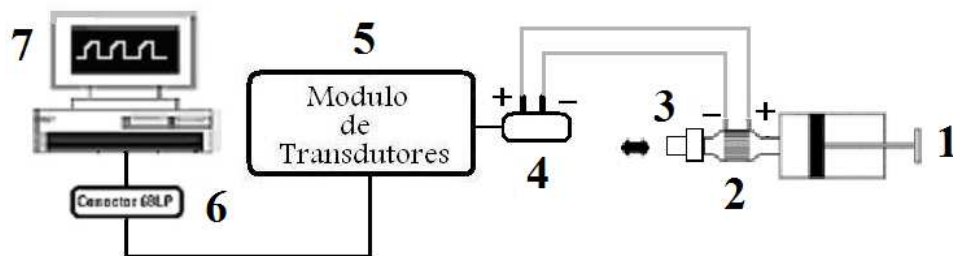 7
5
Modulo
de
Transdutores
+ −
4
3
− +
2
1
Conector 68LP
6